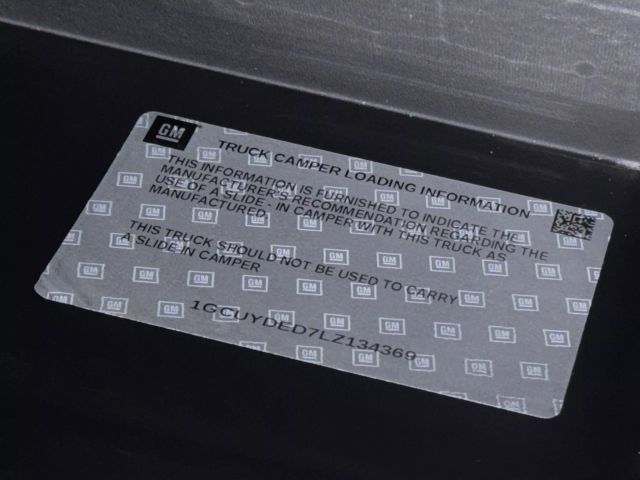 GM
TRUCK CAMPER LOADING INFORMATION
THIS INFORMATION IS FURNISHED TO INDICATE THE
MANUFACTURER'S RECOMMENDATION REGARDING THE
USE OF A SLIDE - IN CAMPER WITH THIS TRUCK AS
MANUFACTURED.
THIS TRUCK SHOULD NOT BE USED TO CARRY
A SLIDE IN CAMPER
1GCUYDED7LZ134369